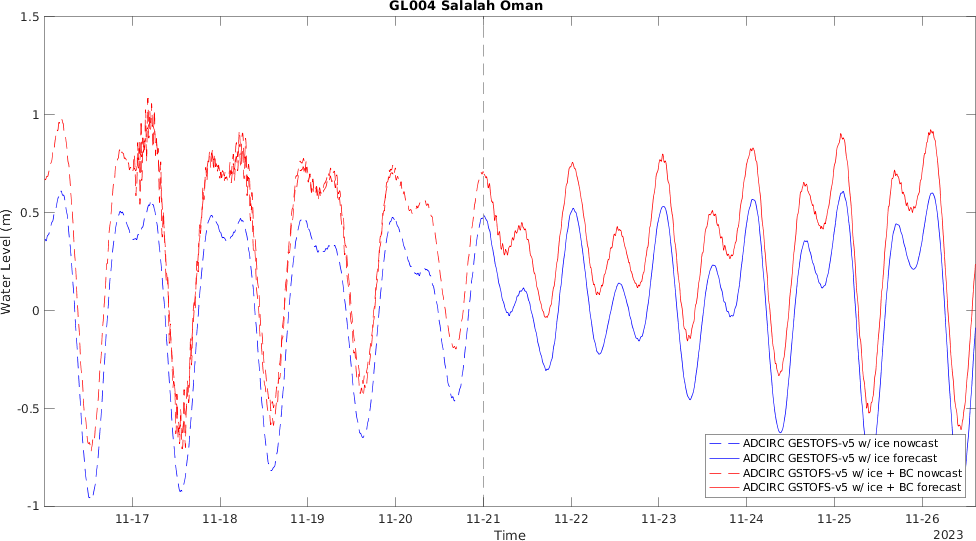 GL004 Salalah Oman
1.5
1
0.5
0
-0.5
-1
Water Level (m)
11-17
11-18
11-19
11-20
11-21
11-22
11-23
11-24
11-25
11-26
Time
2023
ADCIRC GESTOFS-v5 w/ ice nowcast
ADCIRC GESTOFS-v5 w/ ice forecast
ADCIRC GSTOFS-v5 w/ ice + BC nowcast
ADCIRC GSTOFS-v5 w/ ice + BC forecast